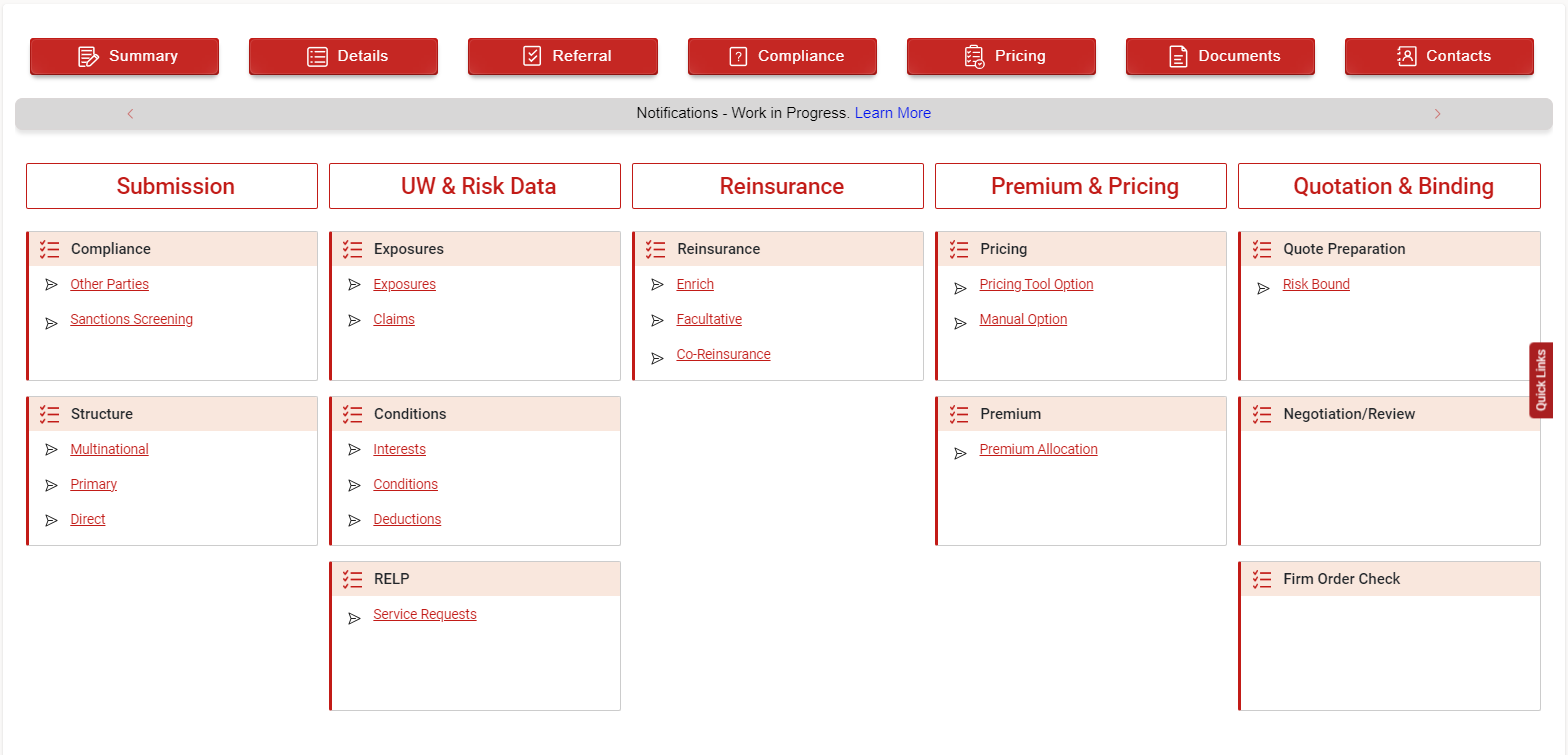 Summary
Details
Referral
Compliance
Pricing
Documents
Contacts
Notifications - Work in Progress. Learn More
Submission
UW & Risk Data
Reinsurance
Premium & Pricing
Quotation & Binding
Compliance
Other Parties
Sanctions Screening
Structure
Multinational
Primary
Direct
Exposures
Exposures
Claims
Conditions
Interests
Conditions
Deductions
RELP
Service Requests
Reinsurance
Enrich
Facultative
Co-Reinsurance
Pricing
Pricing Tool Option
Manual Option
Premium
Premium Allocation
Quote Preparation
Risk Bound
Negotiation/Review
Firm Order Check
Quick Links